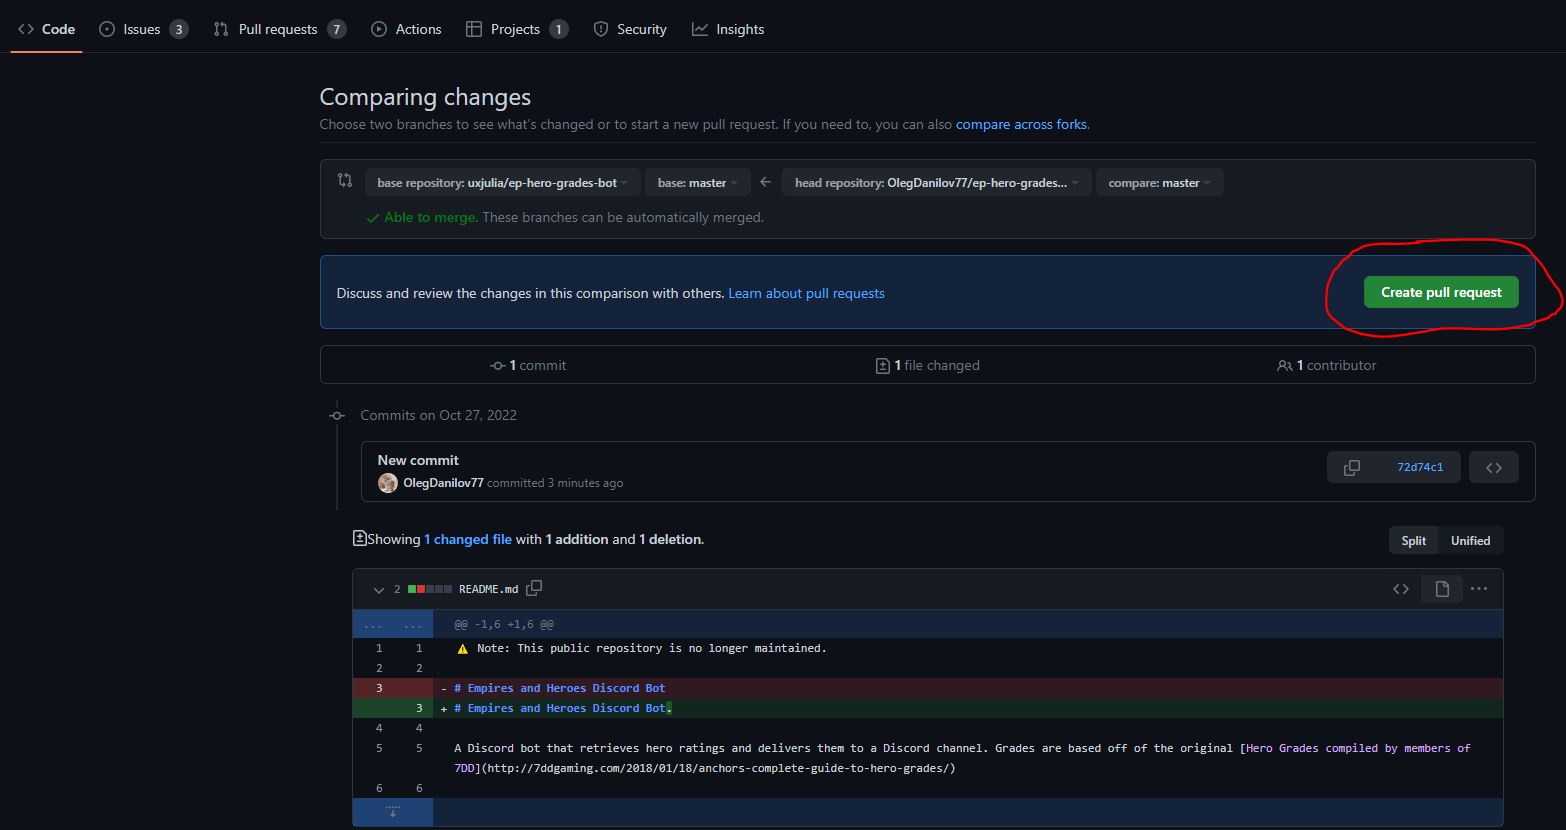 Code Issues 3 Pull requests 7 Actions Projects 1 Security Insights
Comparing changes
Choose two branches to see what's changed or to start a new pull request. If you need to, you can also compare across forks.
base repository: uxjulia/ep-hero-grades-bot base: master head repository: OlegDanilov77/ep-hero-grades... compare: master
Able to merge. These branches can be automatically merged.
Discuss and review the changes in this comparison with others. Learn about pull requests Create pull request
1 commit 1 file changed 1 contributor
Commits on Oct 27, 2022
New commit
OlegDanilov77 committed 3 minutes ago 72d74c1
Showing 1 changed file with 1 addition and 1 deletion. Split Unified
2 README.md
... ... @@ -1,6 +1,6 @@
1 1 ⚠ Note: This public repository is no longer maintained.
2 2
3 - # Empires and Heroes Discord Bot
3 + # Empires and Heroes Discord Bot.
4 4
5 5 A Discord bot that retrieves hero ratings and delivers them to a Discord channel. Grades are based off of the original [Hero Grades compiled by members of
7DD](http://7ddgaming.com/2018/01/18/anchors-complete-guide-to-hero-grades/)
6 6